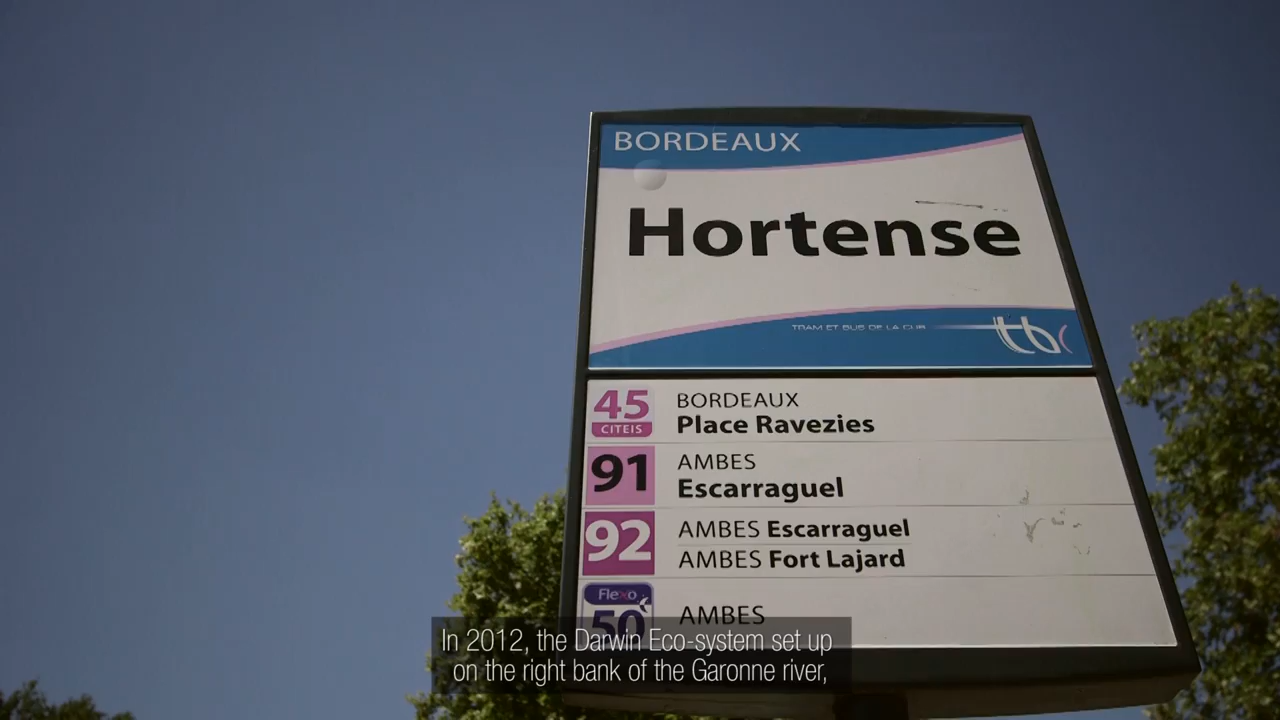 BORDEAUX
Hortense
TRAM ET BUS DE LA CUB
tbc
45 BORDEAUX
CITEIS Place Ravezies
91 AMBES
Escarraguel
92 AMBES Escarraguel
AMBES Fort Lajard
Flexo
50 AMBES
In 2012, the Darwin Eco-system set up
on the right bank of the Garonne river,